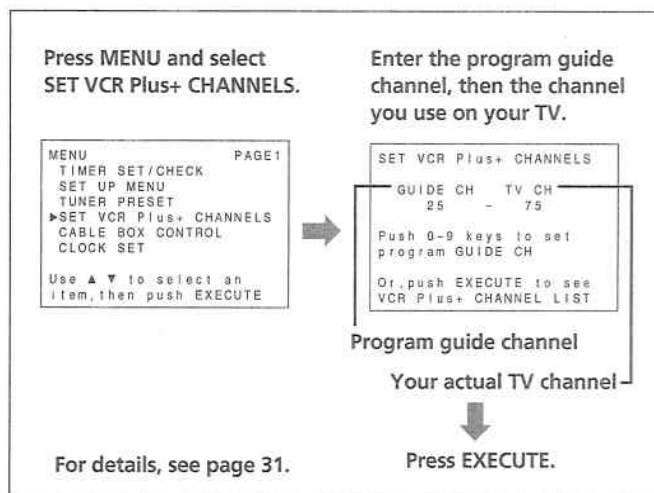 Press MENU and select
SET VCR Plus+ CHANNELS.
MENU PAGE1
TIMER SET/CHECK
SET UP MENU
TUNER PRESET
▶SET VCR Plus+ CHANNELS
CABLE BOX CONTROL
CLOCK SET
Use ▲ ▼ to select an
item,then push EXECUTE
Enter the program guide
channel, then the channel
you use on your TV.
SET VCR Plus+ CHANNELS
GUIDE CH TV CH
25 – 75
Push 0–9 keys to set
program GUIDE CH
Or,push EXECUTE to see
VCR Plus+ CHANNEL LIST
Program guide channel
Your actual TV channel
Press EXECUTE.
For details, see page 31.